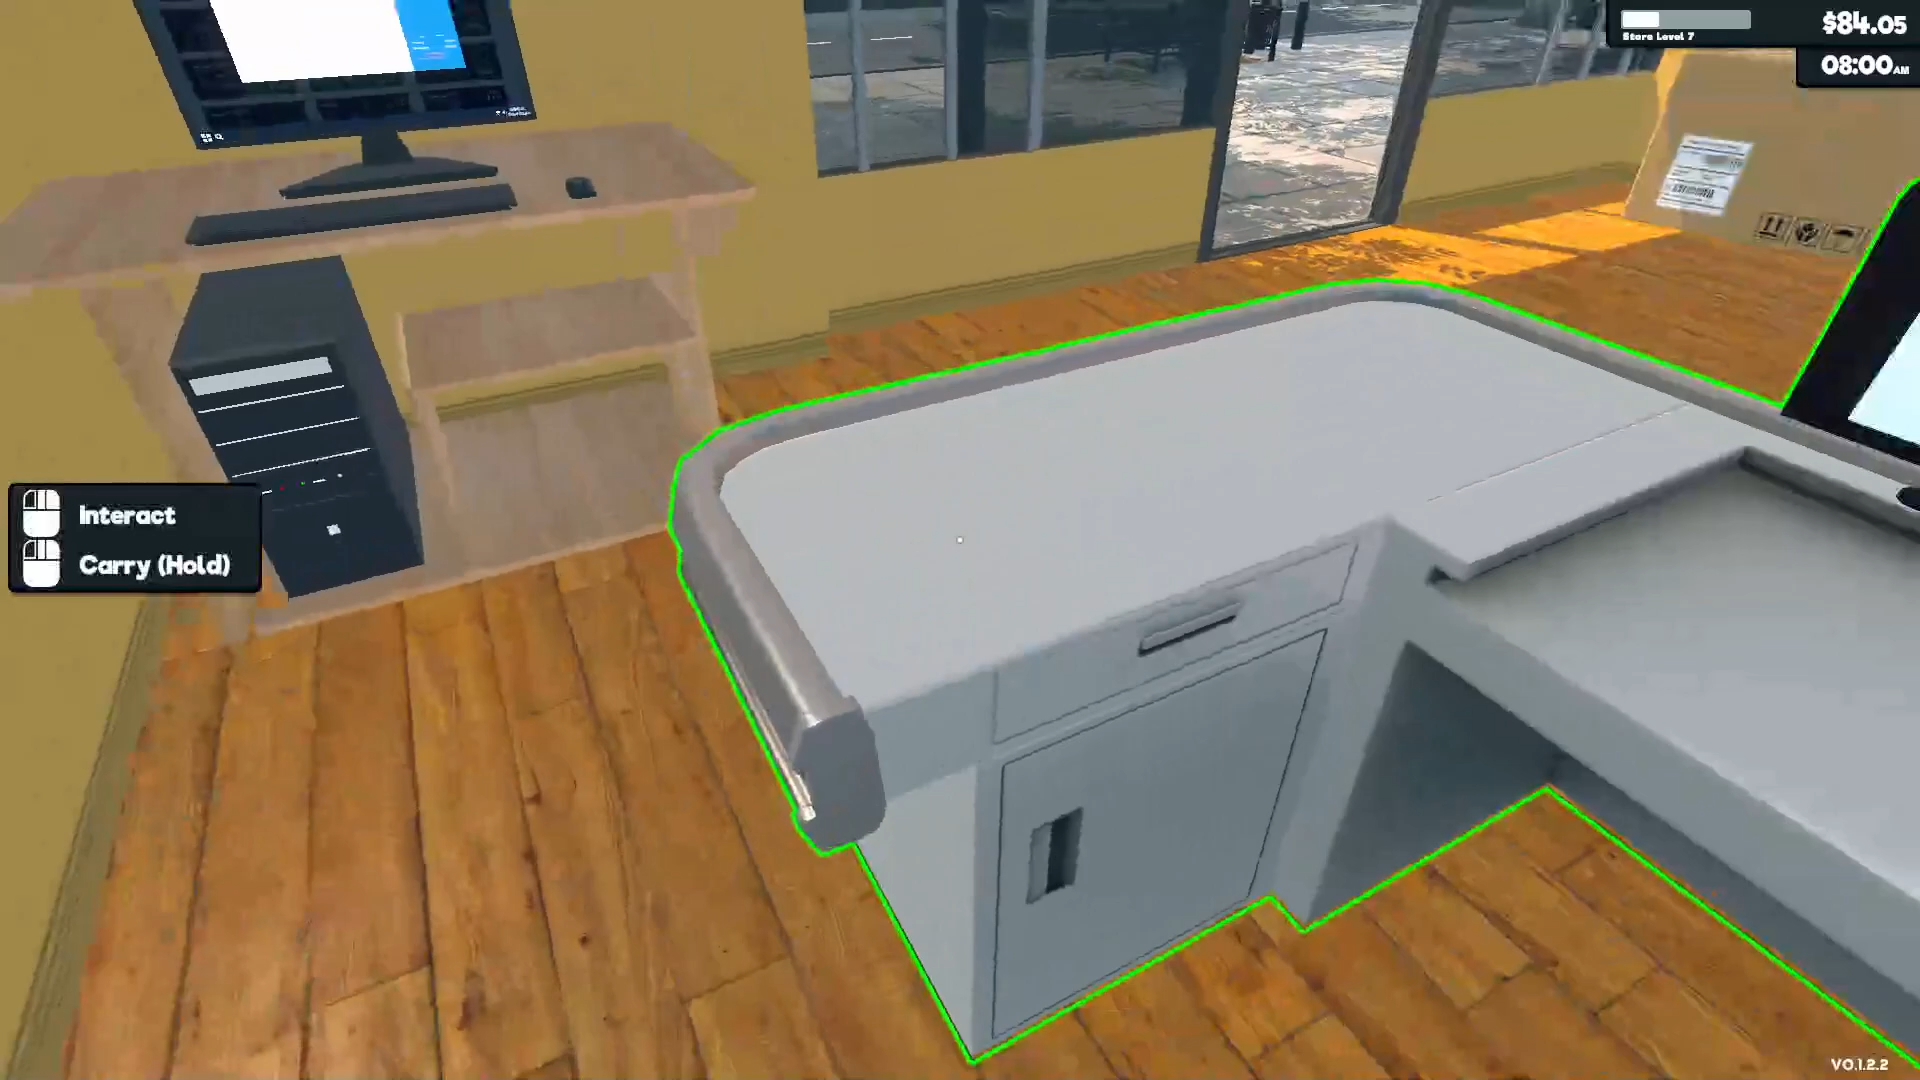 $84.05
Store Level 7
08:00AM
Interact
Carry (Hold)
V0.1.2.2